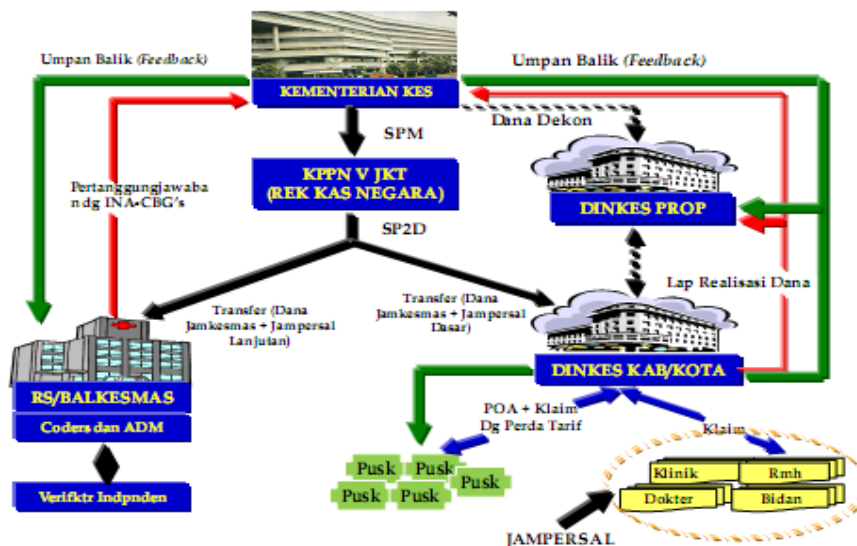 Umpan Balik (Feedback)
Umpan Balik (Feedback)
KEMENTERIAN KES
Dana Dekon
SPM
Pertanggungjawaba
n dg INA-CBG's
KPPN V JKT
(REK KAS NEGARA)
DINKES PROP
SP2D
Lap Realisasi Dana
Transfer (Dana
Jamkesmas + Jampersal
Lanjutan)
Transfer (Dana
Jamkesmas + Jampersal
Dasar)
RS/BALKESMAS
Coders dan ADM
Verifktr Indpnden
DINKES KAB/KOTA
POA + Klaim
Dg Perda Tarif
Klaim
Pusk
Pusk
Pusk
Pusk
Pusk
Klinik
Rmh
Dokter
Bidan
JAMPERSAL